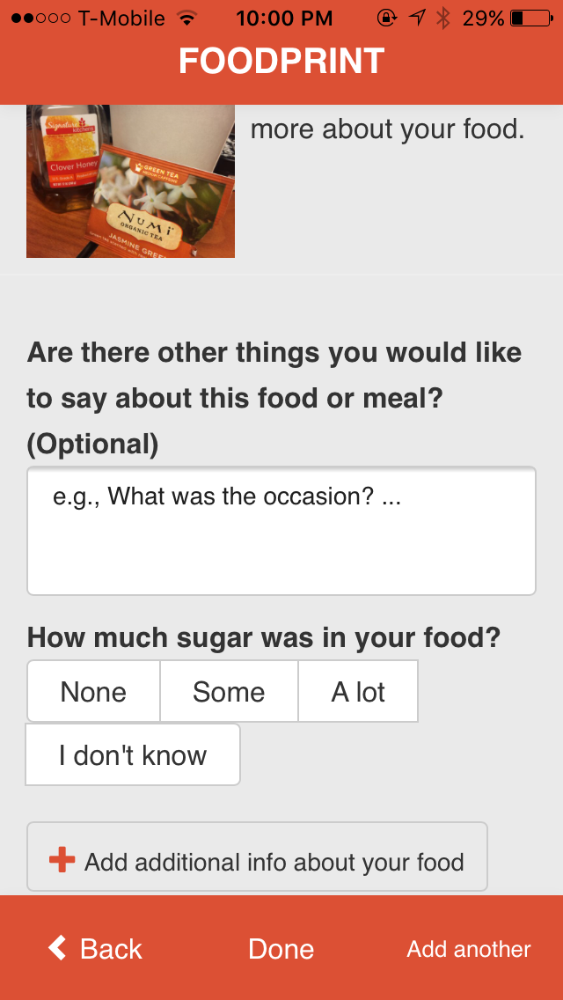 T-Mobile 10:00 PM 29%
FOODPRINT
more about your food.
Signature
kitchens
Clover Honey
GREEN TEA
NUMI
ORGANIC TEA
JASMINE GREE
Are there other things you would like
to say about this food or meal?
(Optional)
e.g., What was the occasion? ...
How much sugar was in your food?
None Some A lot
I don't know
Add additional info about your food
Back Done Add another